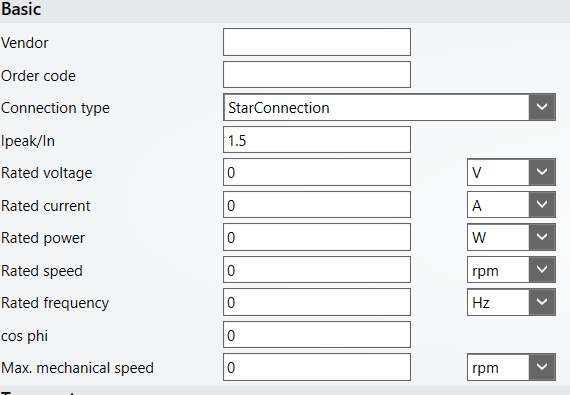 Basic
Vendor
Order code
Connection type StarConnection
Ipeak/In 1.5
Rated voltage 0 V
Rated current 0 A
Rated power 0 W
Rated speed 0 rpm
Rated frequency 0 Hz
cos phi 0
Max. mechanical speed 0 rpm